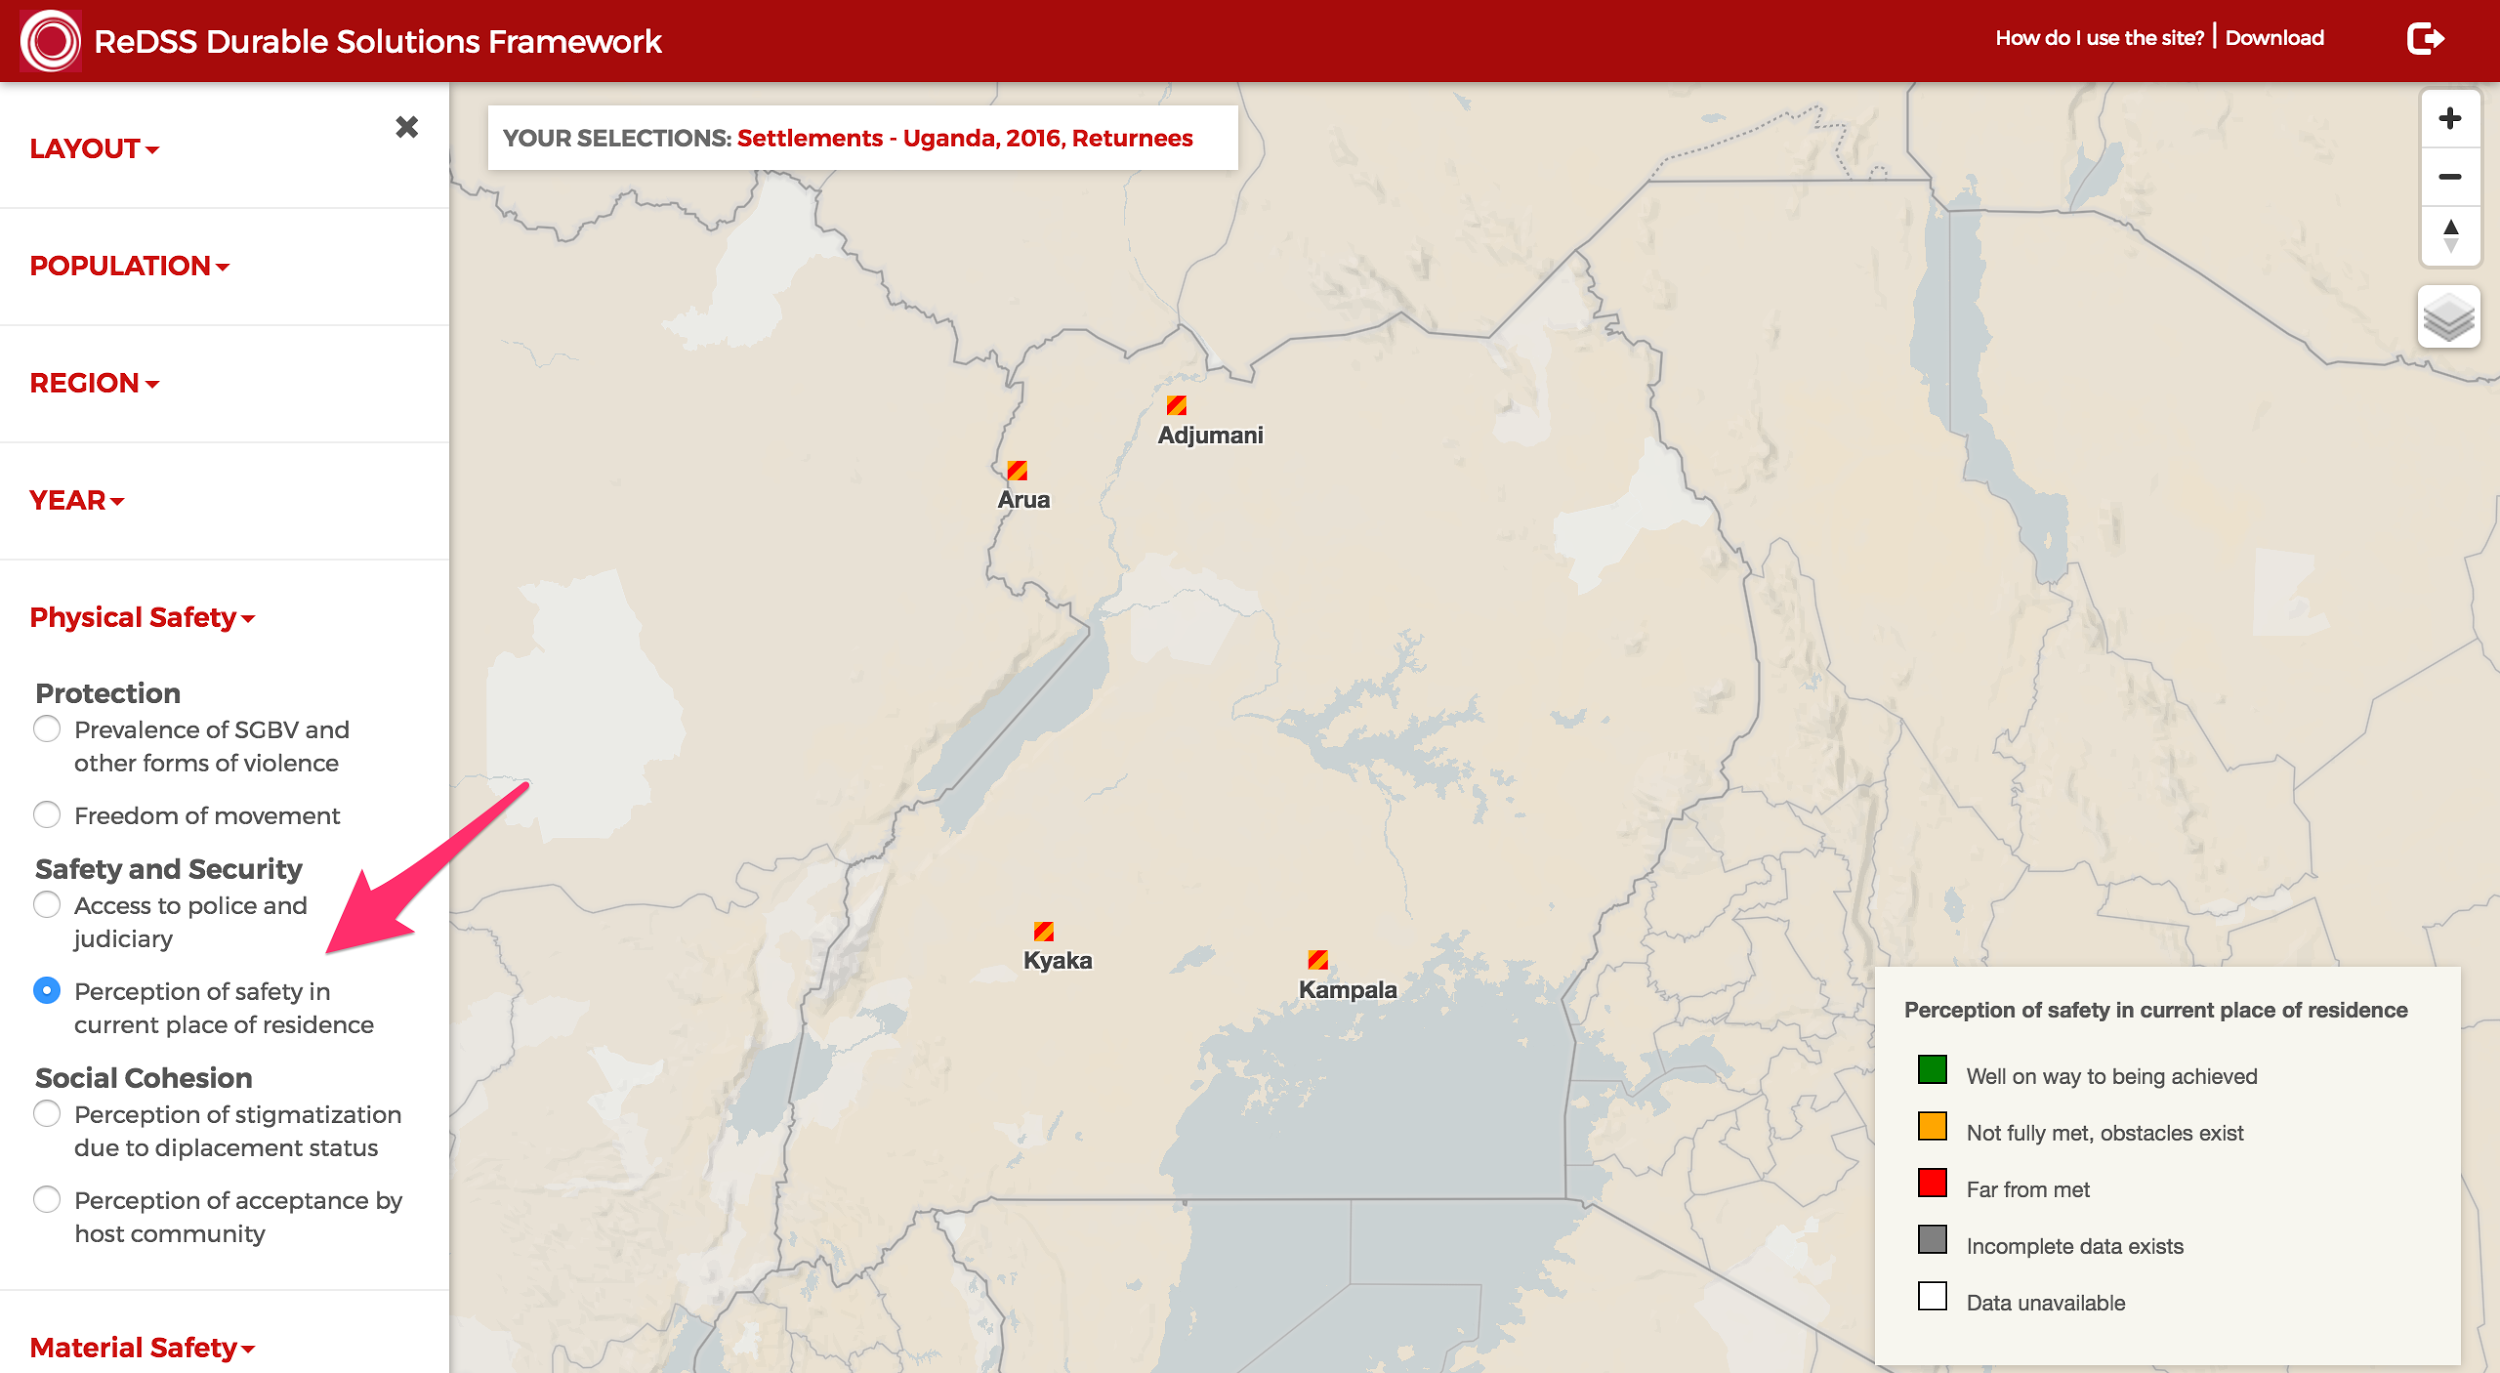 ReDSS Durable Solutions Framework
How do I use the site? | Download
LAYOUT
POPULATION
REGION
YEAR
Physical Safety
Protection
Prevalence of SGBV and
other forms of violence
Freedom of movement
Safety and Security
Access to police and
judiciary
Perception of safety in
current place of residence
Social Cohesion
Perception of stigmatization
due to diplacement status
Perception of acceptance by
host community
Material Safety
YOUR SELECTIONS: Settlements - Uganda, 2016, Returnees
Adjumani
Arua
Kyaka
Kampala
Perception of safety in current place of residence
Well on way to being achieved
Not fully met, obstacles exist
Far from met
Incomplete data exists
Data unavailable